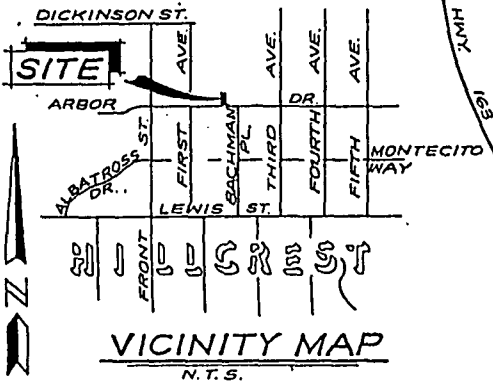 DICKINSON ST.
SITE
AVE.
AVE.
AVE.
AVE.
HWY 163
ARBOR
DR.
ST.
FIRST
BACHMAN PL.
THIRD
FOURTH
FIFTH
MONTECITO WAY
ALBATROSS DR.
LEWIS ST.
FRONT
HILLCREST
N
VICINITY MAP
N.T.S.